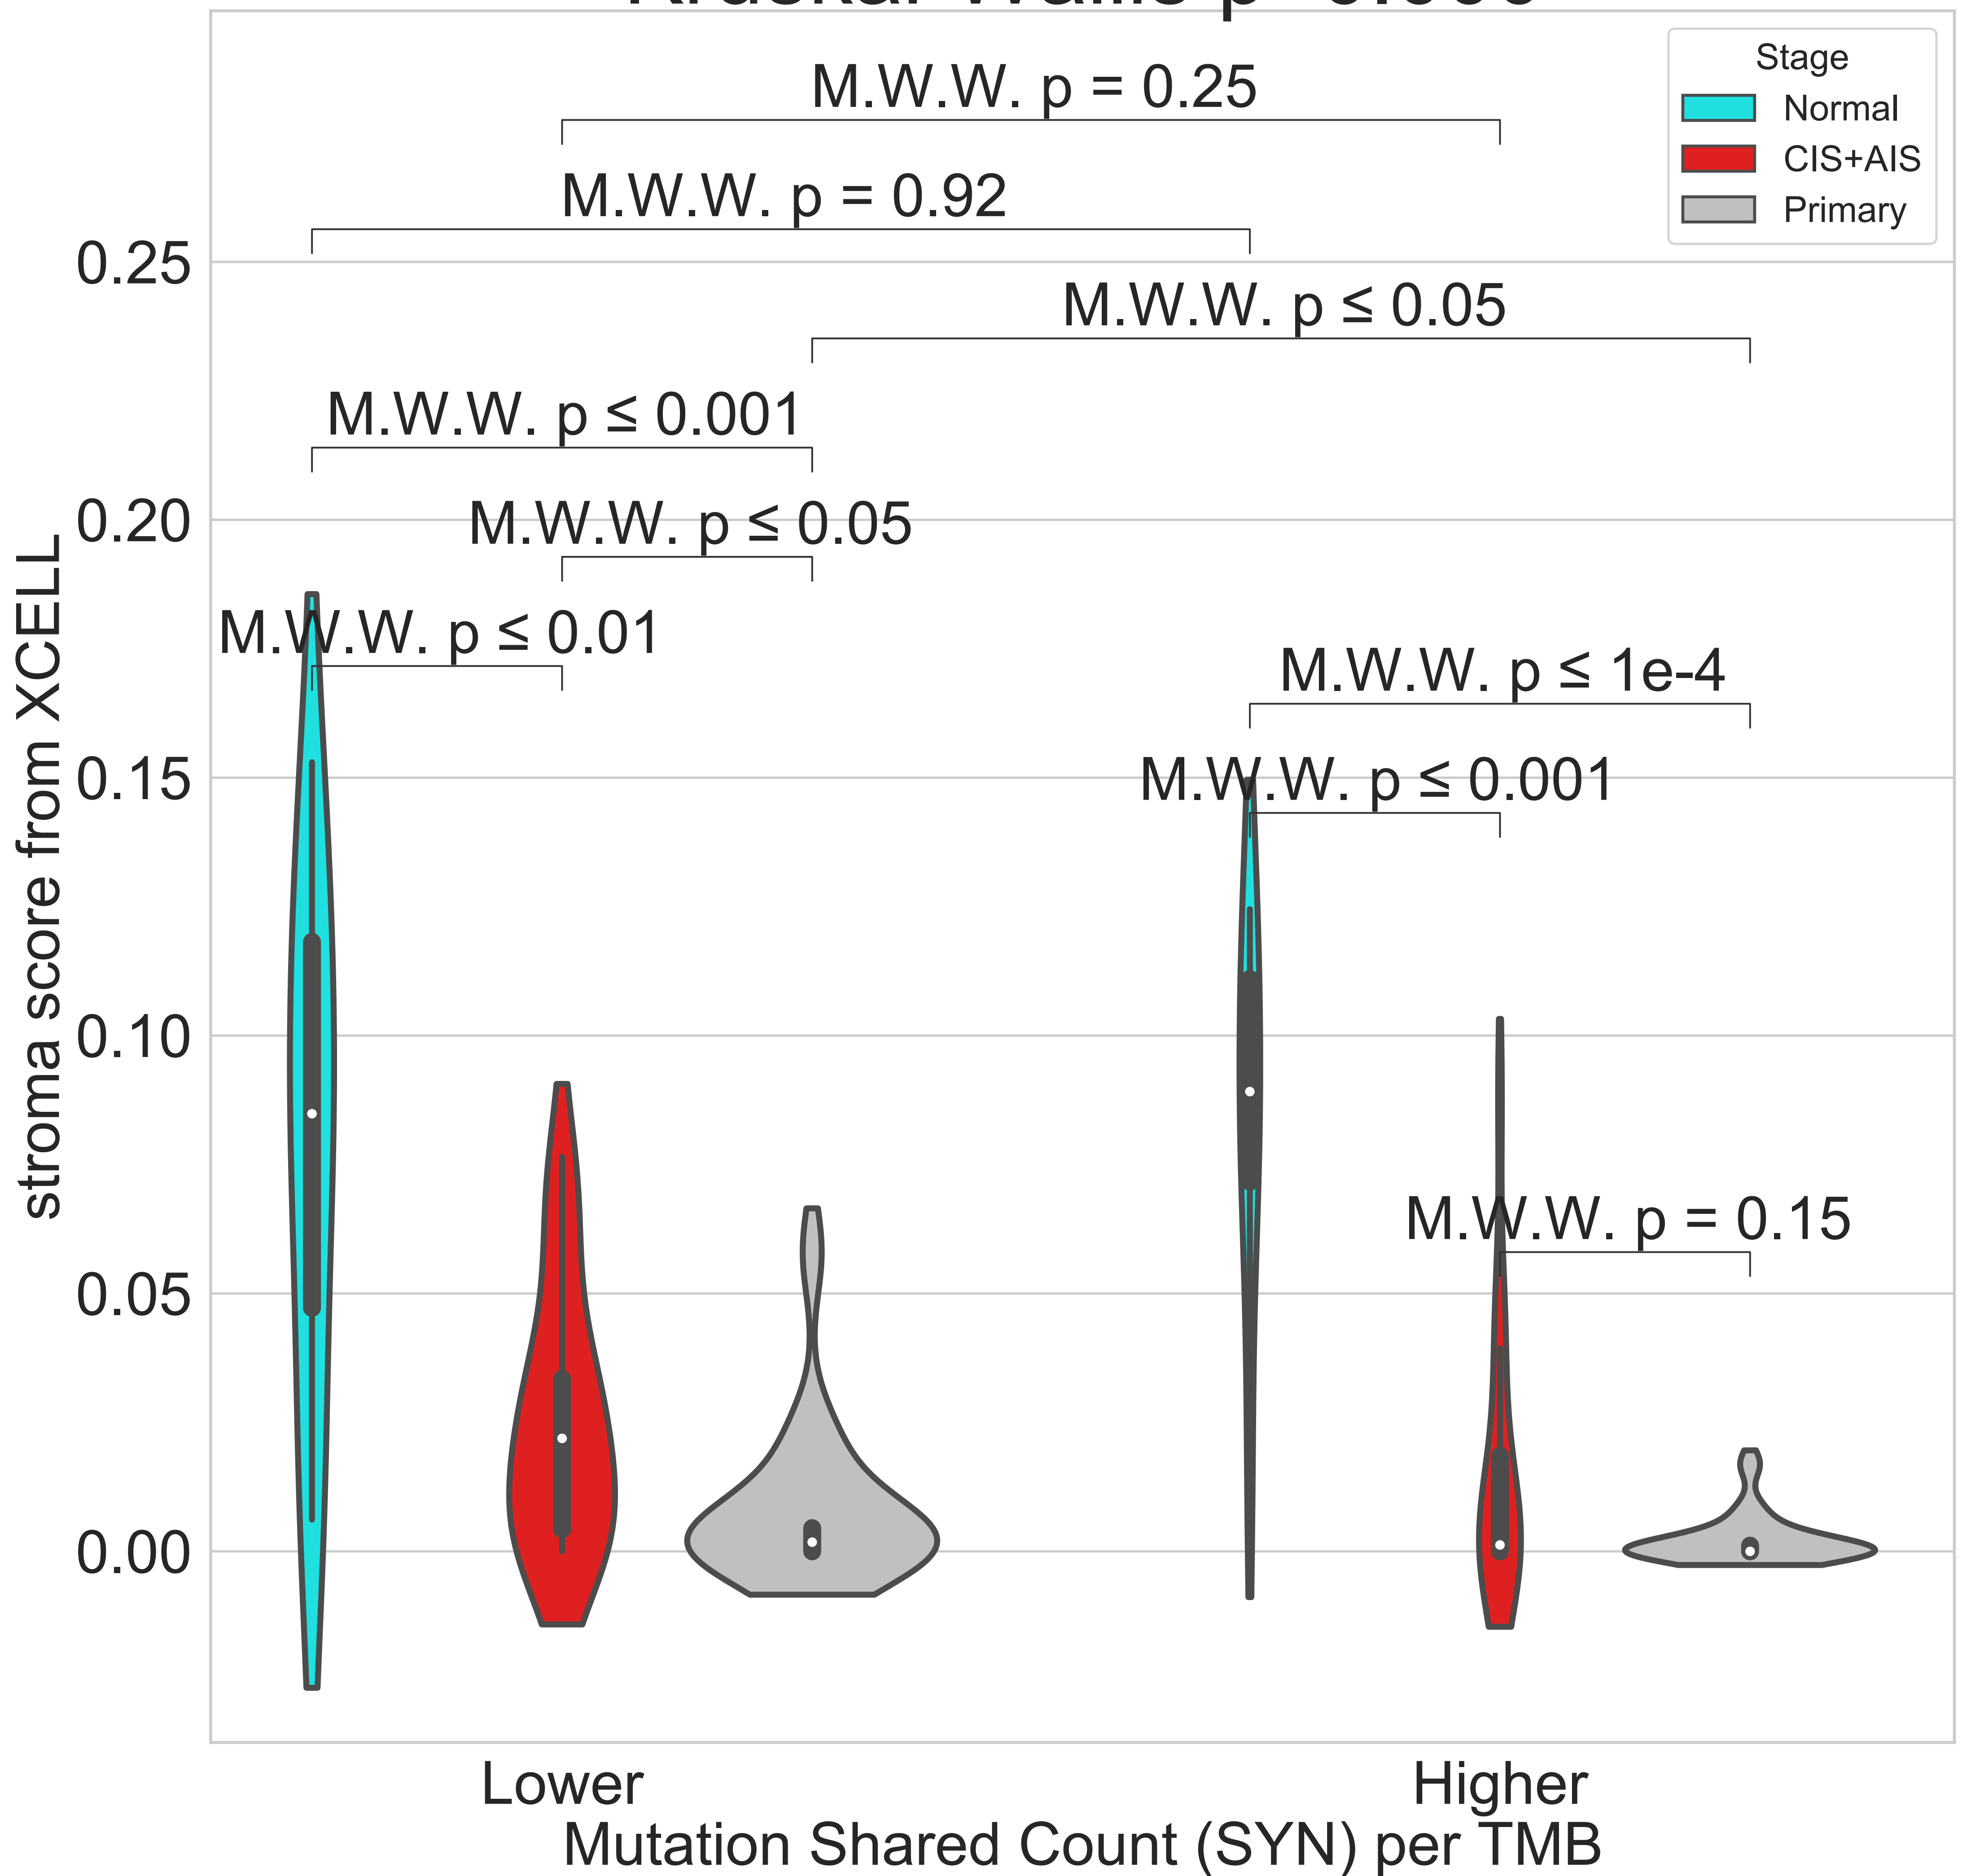 Stage
Normal
CIS+AIS
Primary
M.W.W. p = 0.25
M.W.W. p = 0.92
M.W.W. p ≤ 0.05
M.W.W. p ≤ 0.001
M.W.W. p ≤ 0.05
M.W.W. p ≤ 0.01
M.W.W. p ≤ 1e-4
M.W.W. p ≤ 0.001
M.W.W. p = 0.15
0.25
0.20
0.15
0.10
0.05
0.00
stroma score from XCELL
Lower
Higher
Mutation Shared Count (SYN) per TMB